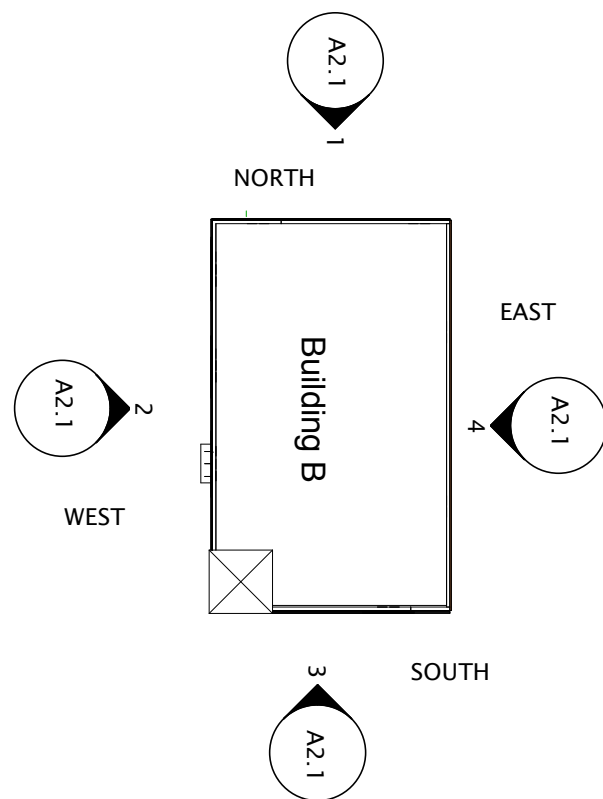 A2.1
1
NORTH
EAST
Building B
A2.1
2
4
A2.1
WEST
3
SOUTH
A2.1